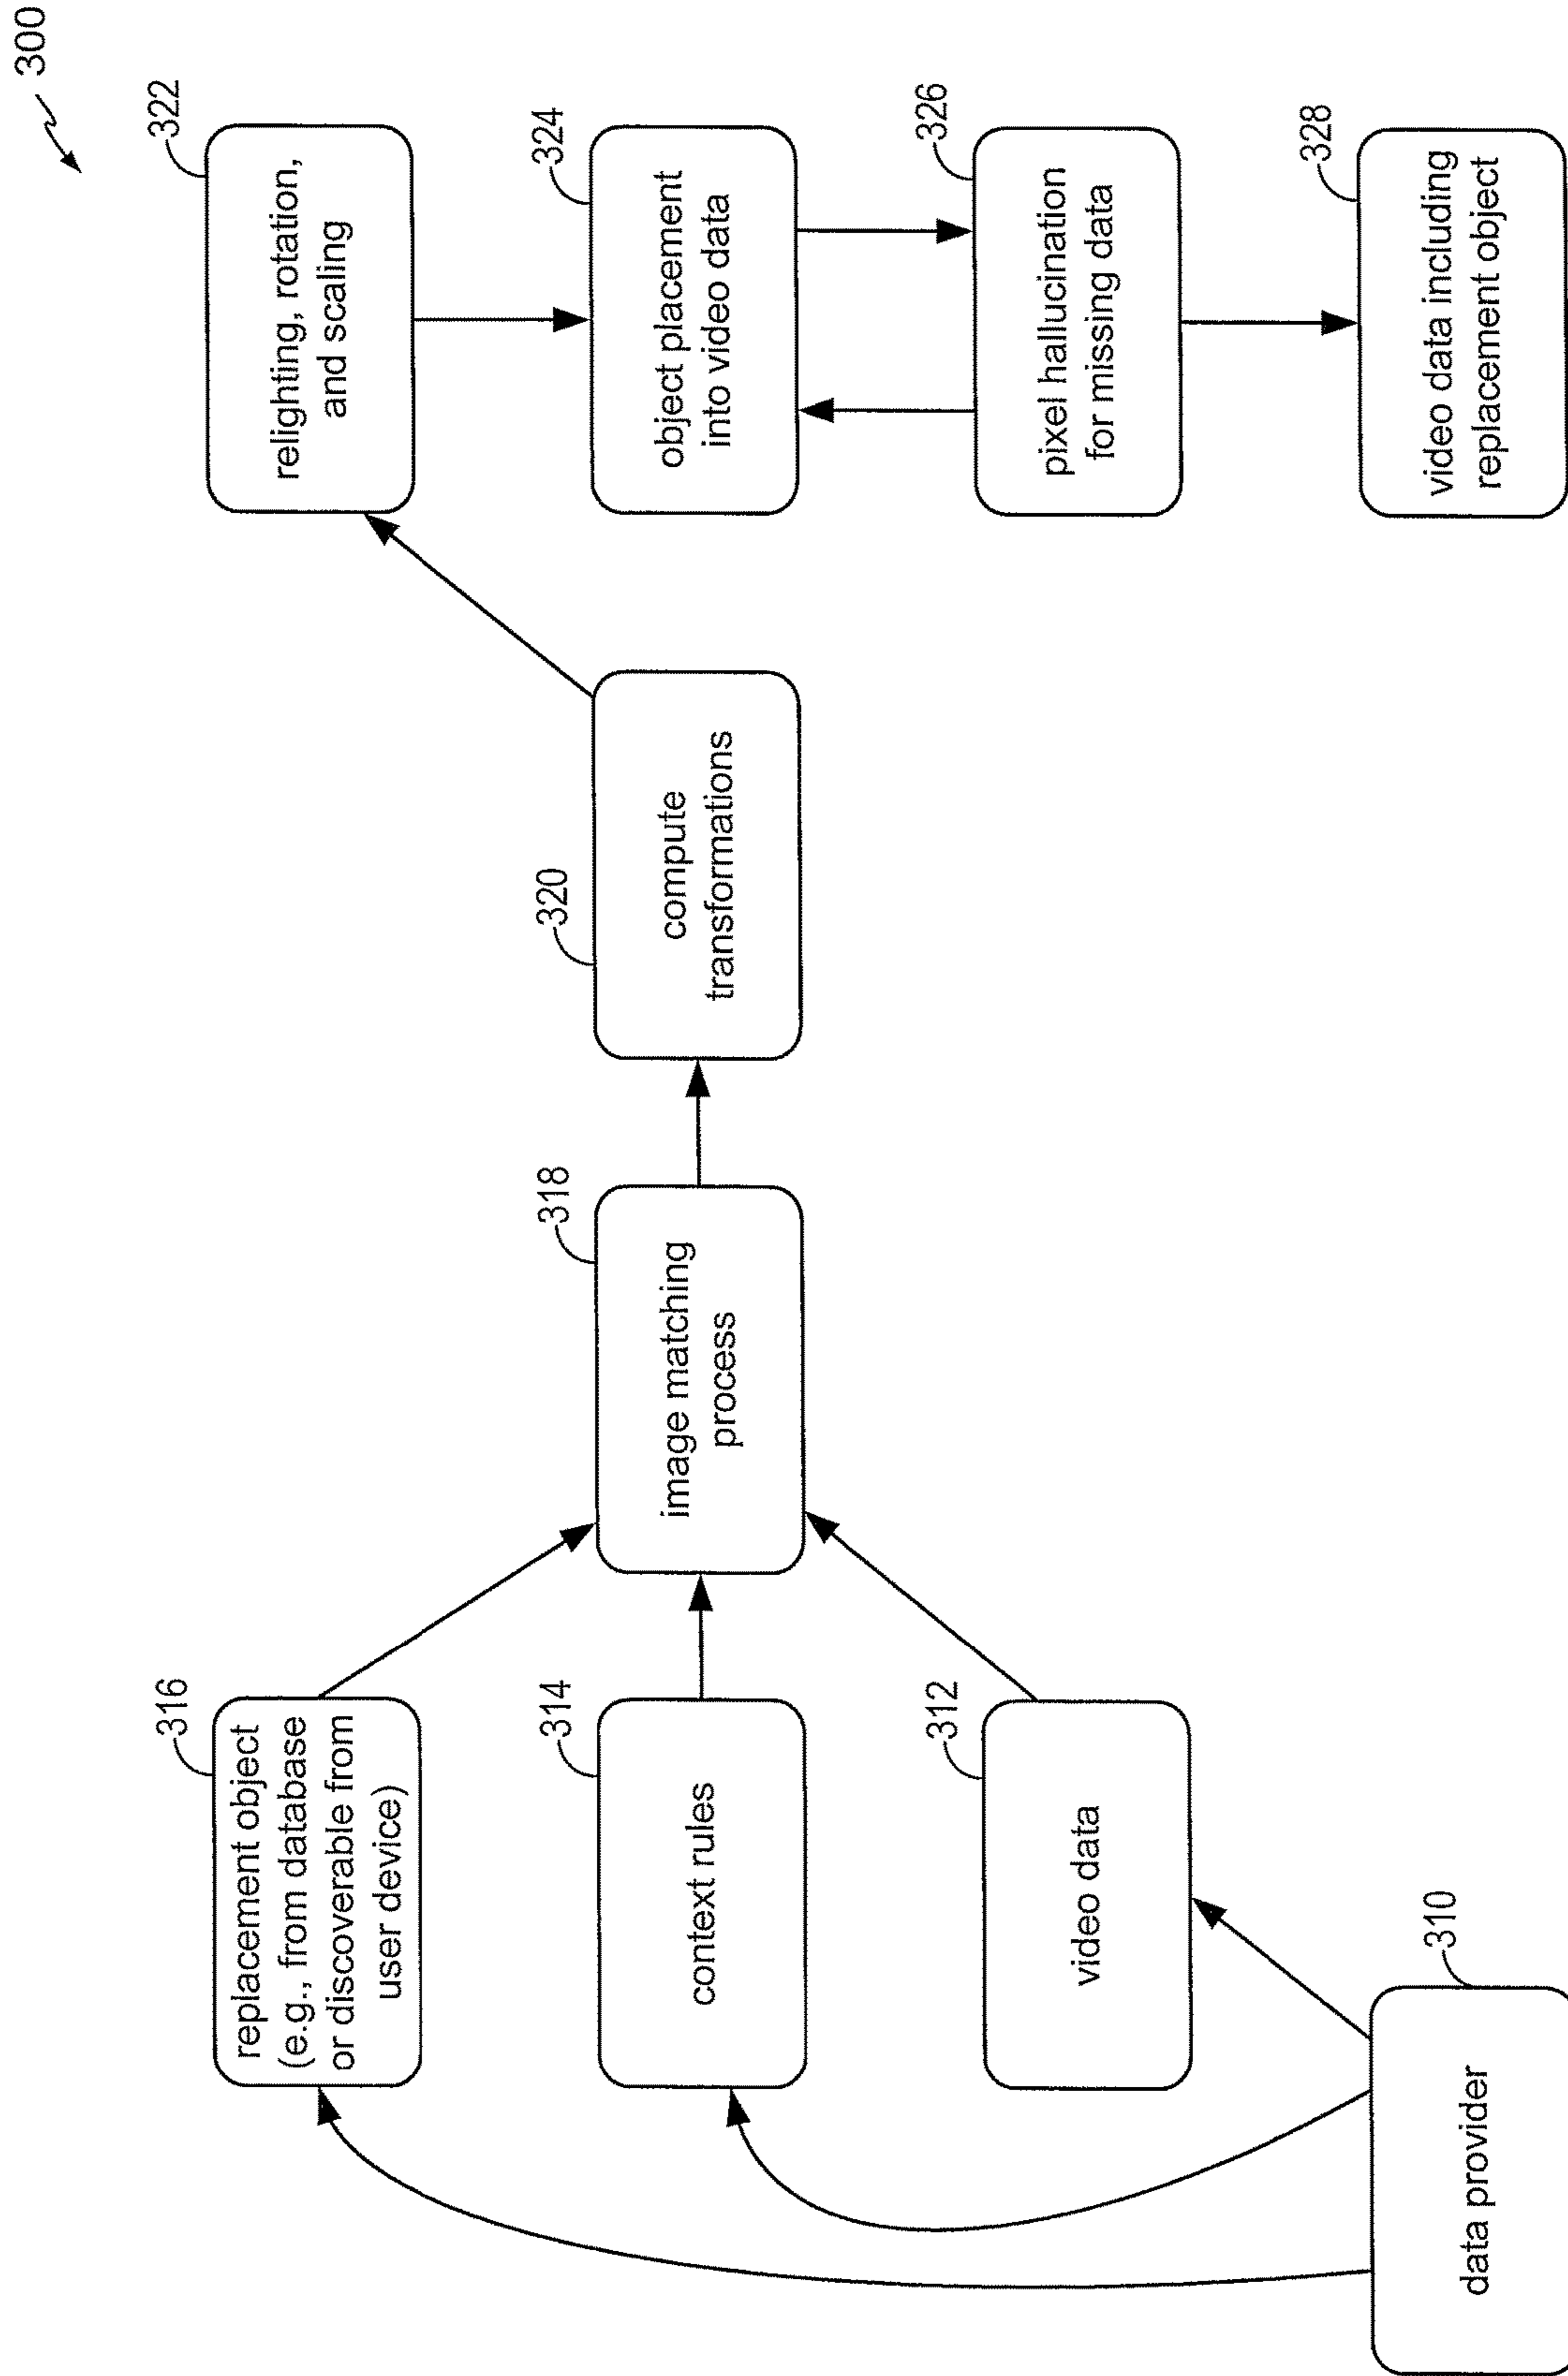 300
316
replacement object
(e.g., from database
or discoverable from
user device)
314
context rules
312
video data
310
data provider
318
image matching
process
320
compute
transformations
322
relighting, rotation,
and scaling
324
object placement
into video data
326
pixel hallucination
for missing data
328
video data including
replacement object